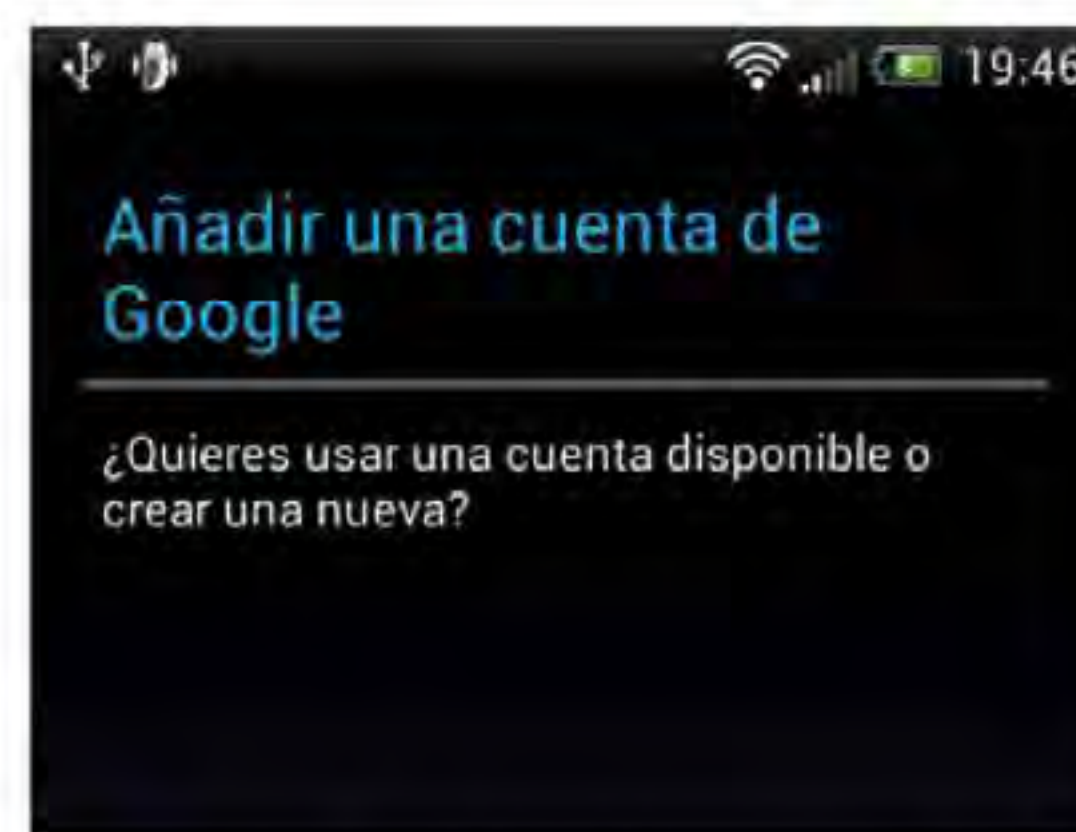 19:46
Añadir una cuenta de
Google
¿Quieres usar una cuenta disponible o
crear una nueva?